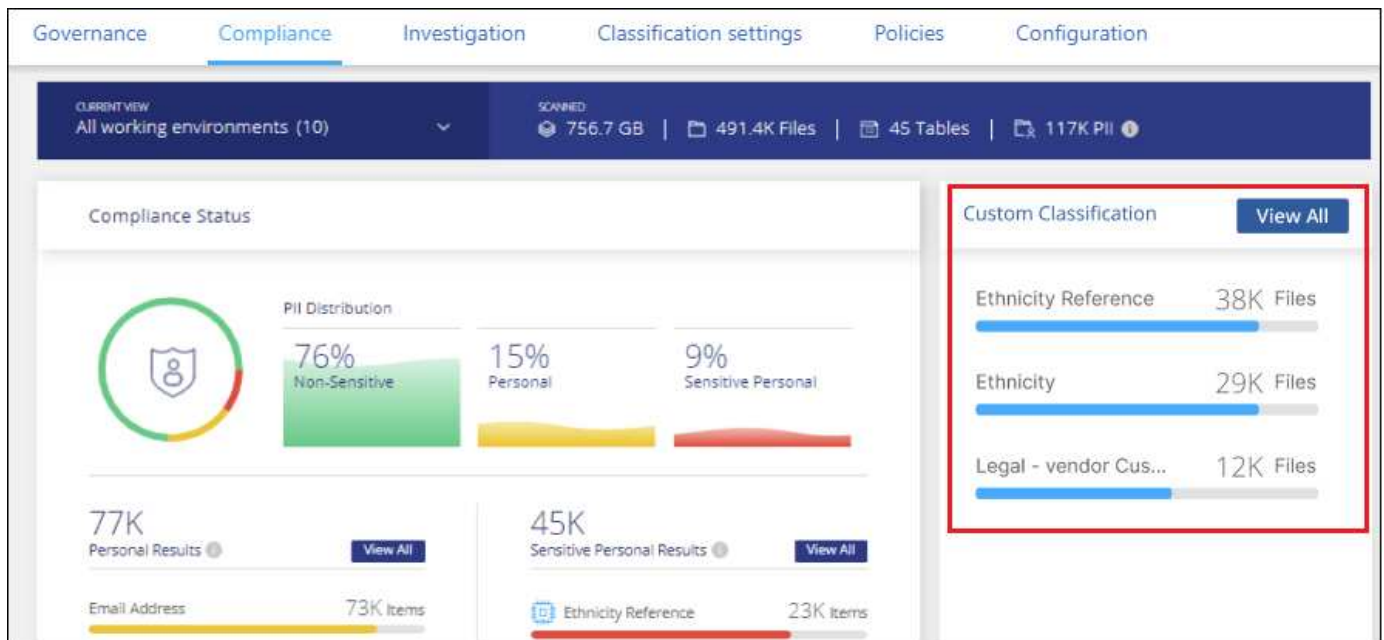 Governance Compliance Investigation Classification settings Policies Configuration
CURRENT VIEW
All working environments (10)
SCANNED
756.7 GB | 491.4K Files | 45 Tables | 117K PII
Compliance Status
PII Distribution
76%
Non-Sensitive
15%
Personal
9%
Sensitive Personal
77K
Personal Results
View All
Email Address 73K Items
45K
Sensitive Personal Results
View All
Ethnicity Reference 23K Items
Custom Classification
View All
Ethnicity Reference 38K Files
Ethnicity 29K Files
Legal - vendor Cus... 12K Files